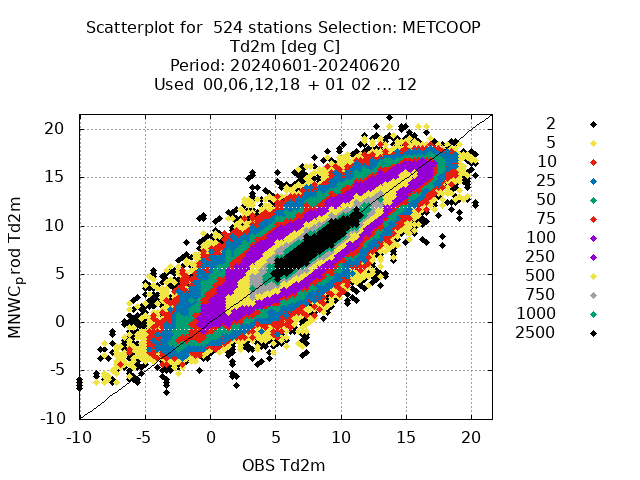 Scatterplot for 524 stations Selection: METCOOP
Td2m [deg C]
Period: 20240601-20240620
Used 00,06,12,18 + 01 02 ... 12
MNWC_prod Td2m
20
15
10
5
0
-5
-10
-10 -5 0 5 10 15 20
OBS Td2m
2
5
10
25
50
75
100
250
500
750
1000
2500